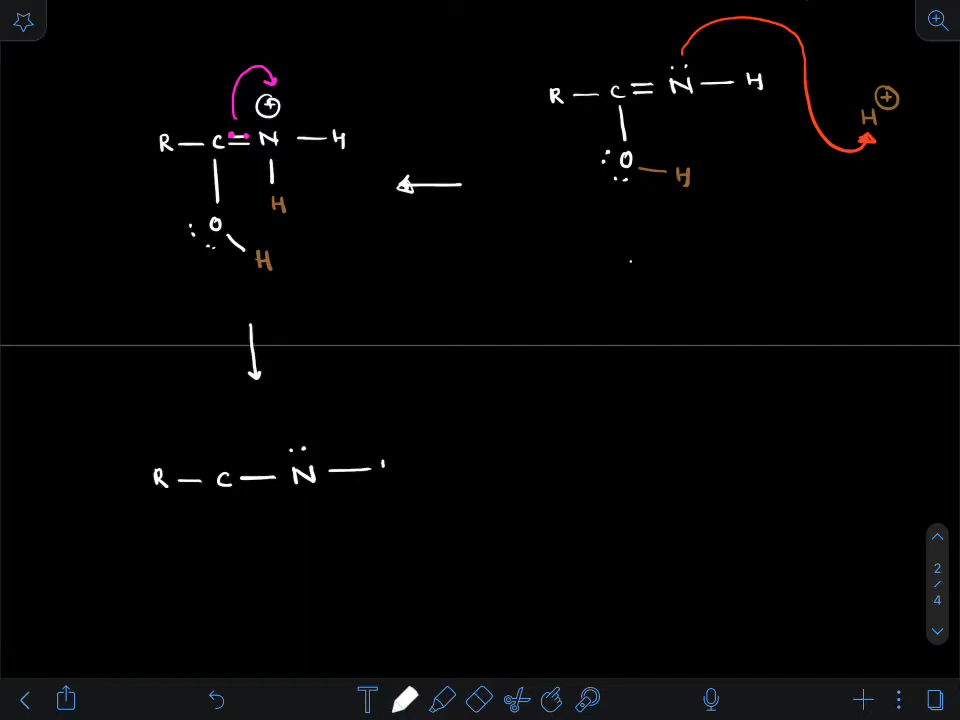 R — C = N̈ — H
H ⊕
: Ö — H
⊕
R — C = N — H
H
: Ö
H
R — C — N̈ —
2
/
4
T